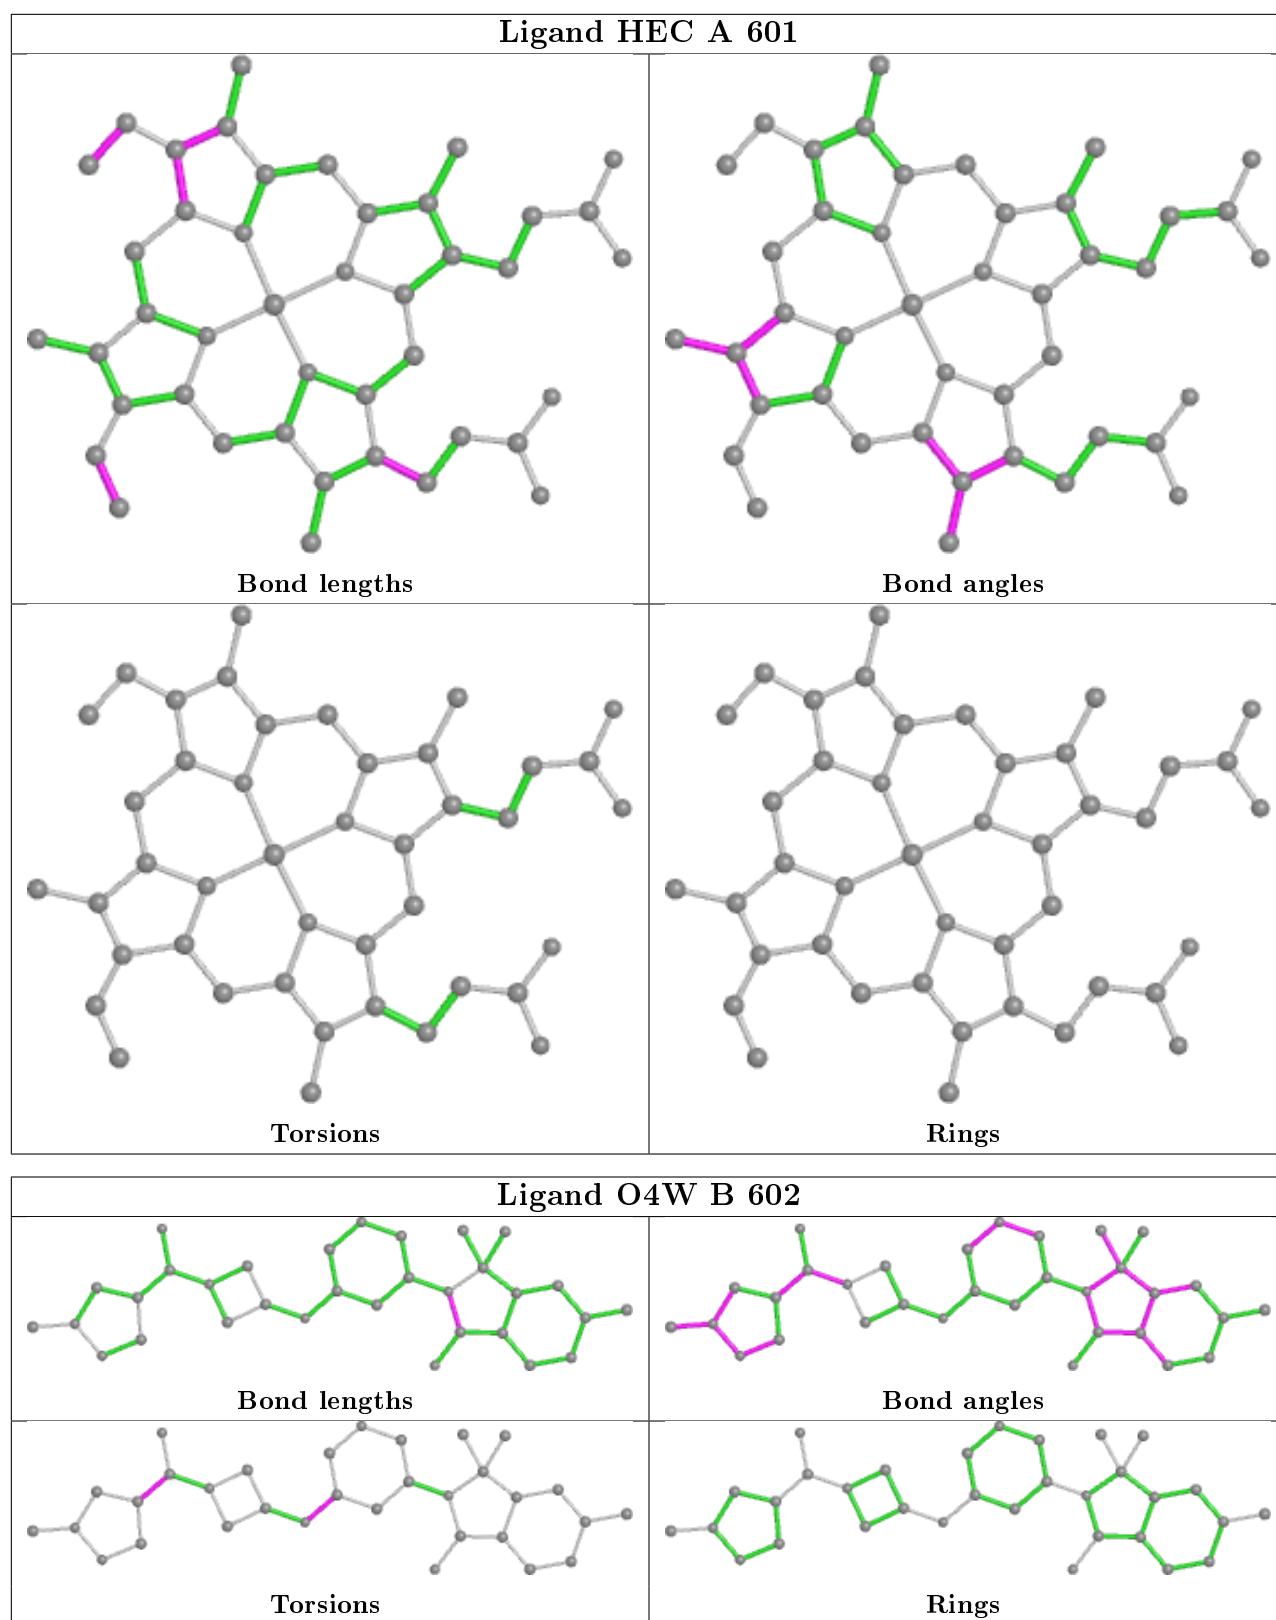 Ligand HEC A 601
Bond lengths
Bond angles
Torsions
Rings
Ligand O4W B 602
Bond lengths
Bond angles
Torsions
Rings